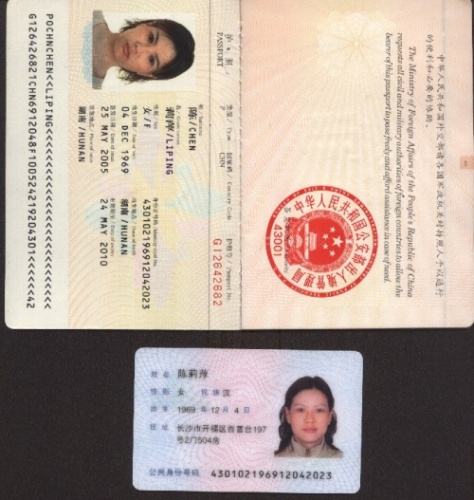 中华人民共和国外交部请各国军政机关对持照人予以通行
的便利和必要的协助。
The Ministry of Foreign Affairs of the People's Republic of China
requests all civil and military authorities of foreign countries to allow the
bearer of this passport to pass freely and afford assistance in case of need.
中华人民共和国公安部出入境管理局
43001
护照
PASSPORT
类型 / Type
P
国家码 / Country Code
CHN
护照号 / Passport No.
G12642682
姓 / Surname
陈/CHEN
名 / Given names
莉萍/LIPING
性别 / Sex
女/F
身份证号码 / Identity card No.
430102196912042023
出生日期 / Date of birth
04 DEC 1969
出生地点 / Place of birth
湖南 /HUNAN
签发日期 / Date of issue
25 MAY 2005
有效期至 / Date of expiry
24 MAY 2010
签发地点 / Place of issue
湖南 /HUNAN
POCHNCHEN<<LIPING<<<<<<<<<<<<<<<<<<<<<<<<<<<
G126426821CHN6912048F100524219204301<<<<<<42
姓名 陈莉萍
性别 女 民族 汉
出生 1969 年 12 月 4 日
住址 长沙市开福区
197
号2门504房
公民身份号码 430102196912042023